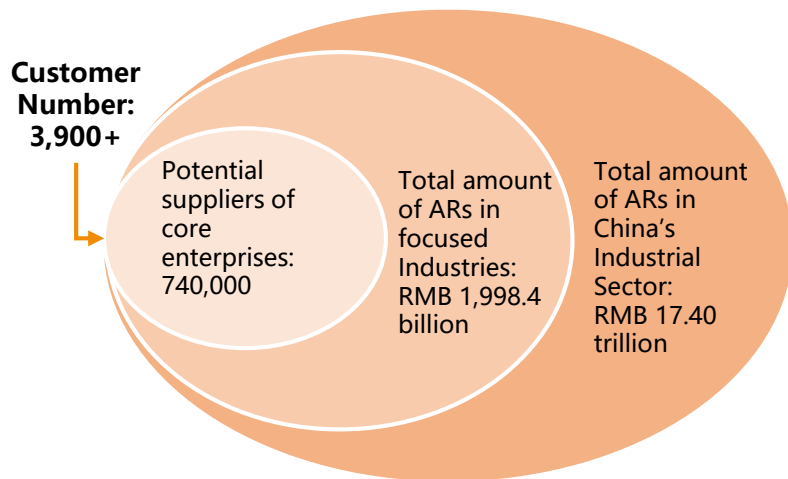 Customer
Number:
3,900+
Potential
suppliers of
core
enterprises:
740,000
Total amount
of ARs in
focused
Industries:
RMB 1,998.4
billion
Total amount
of ARs in
China's
Industrial
Sector:
RMB 17.40
trillion